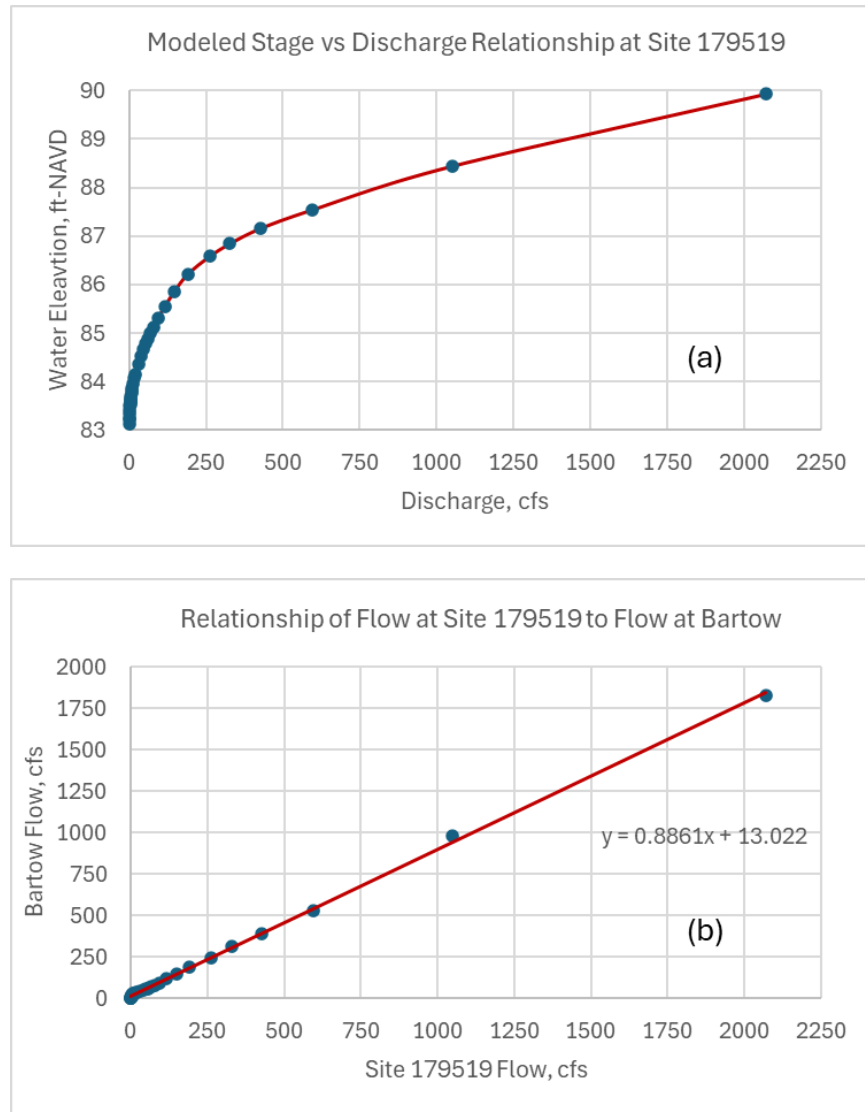 Modeled Stage vs Discharge Relationship at Site 179519
90
89
88
87
86
85
84
83
Water Eleavtion, ft-NAVD
(a)
0 250 500 750 1000 1250 1500 1750 2000 2250
Discharge, cfs
Relationship of Flow at Site 179519 to Flow at Bartow
2000
1750
1500
1250
1000
750
500
250
0
Bartow Flow, cfs
y = 0.8861x + 13.022
(b)
0 250 500 750 1000 1250 1500 1750 2000 2250
Site 179519 Flow, cfs